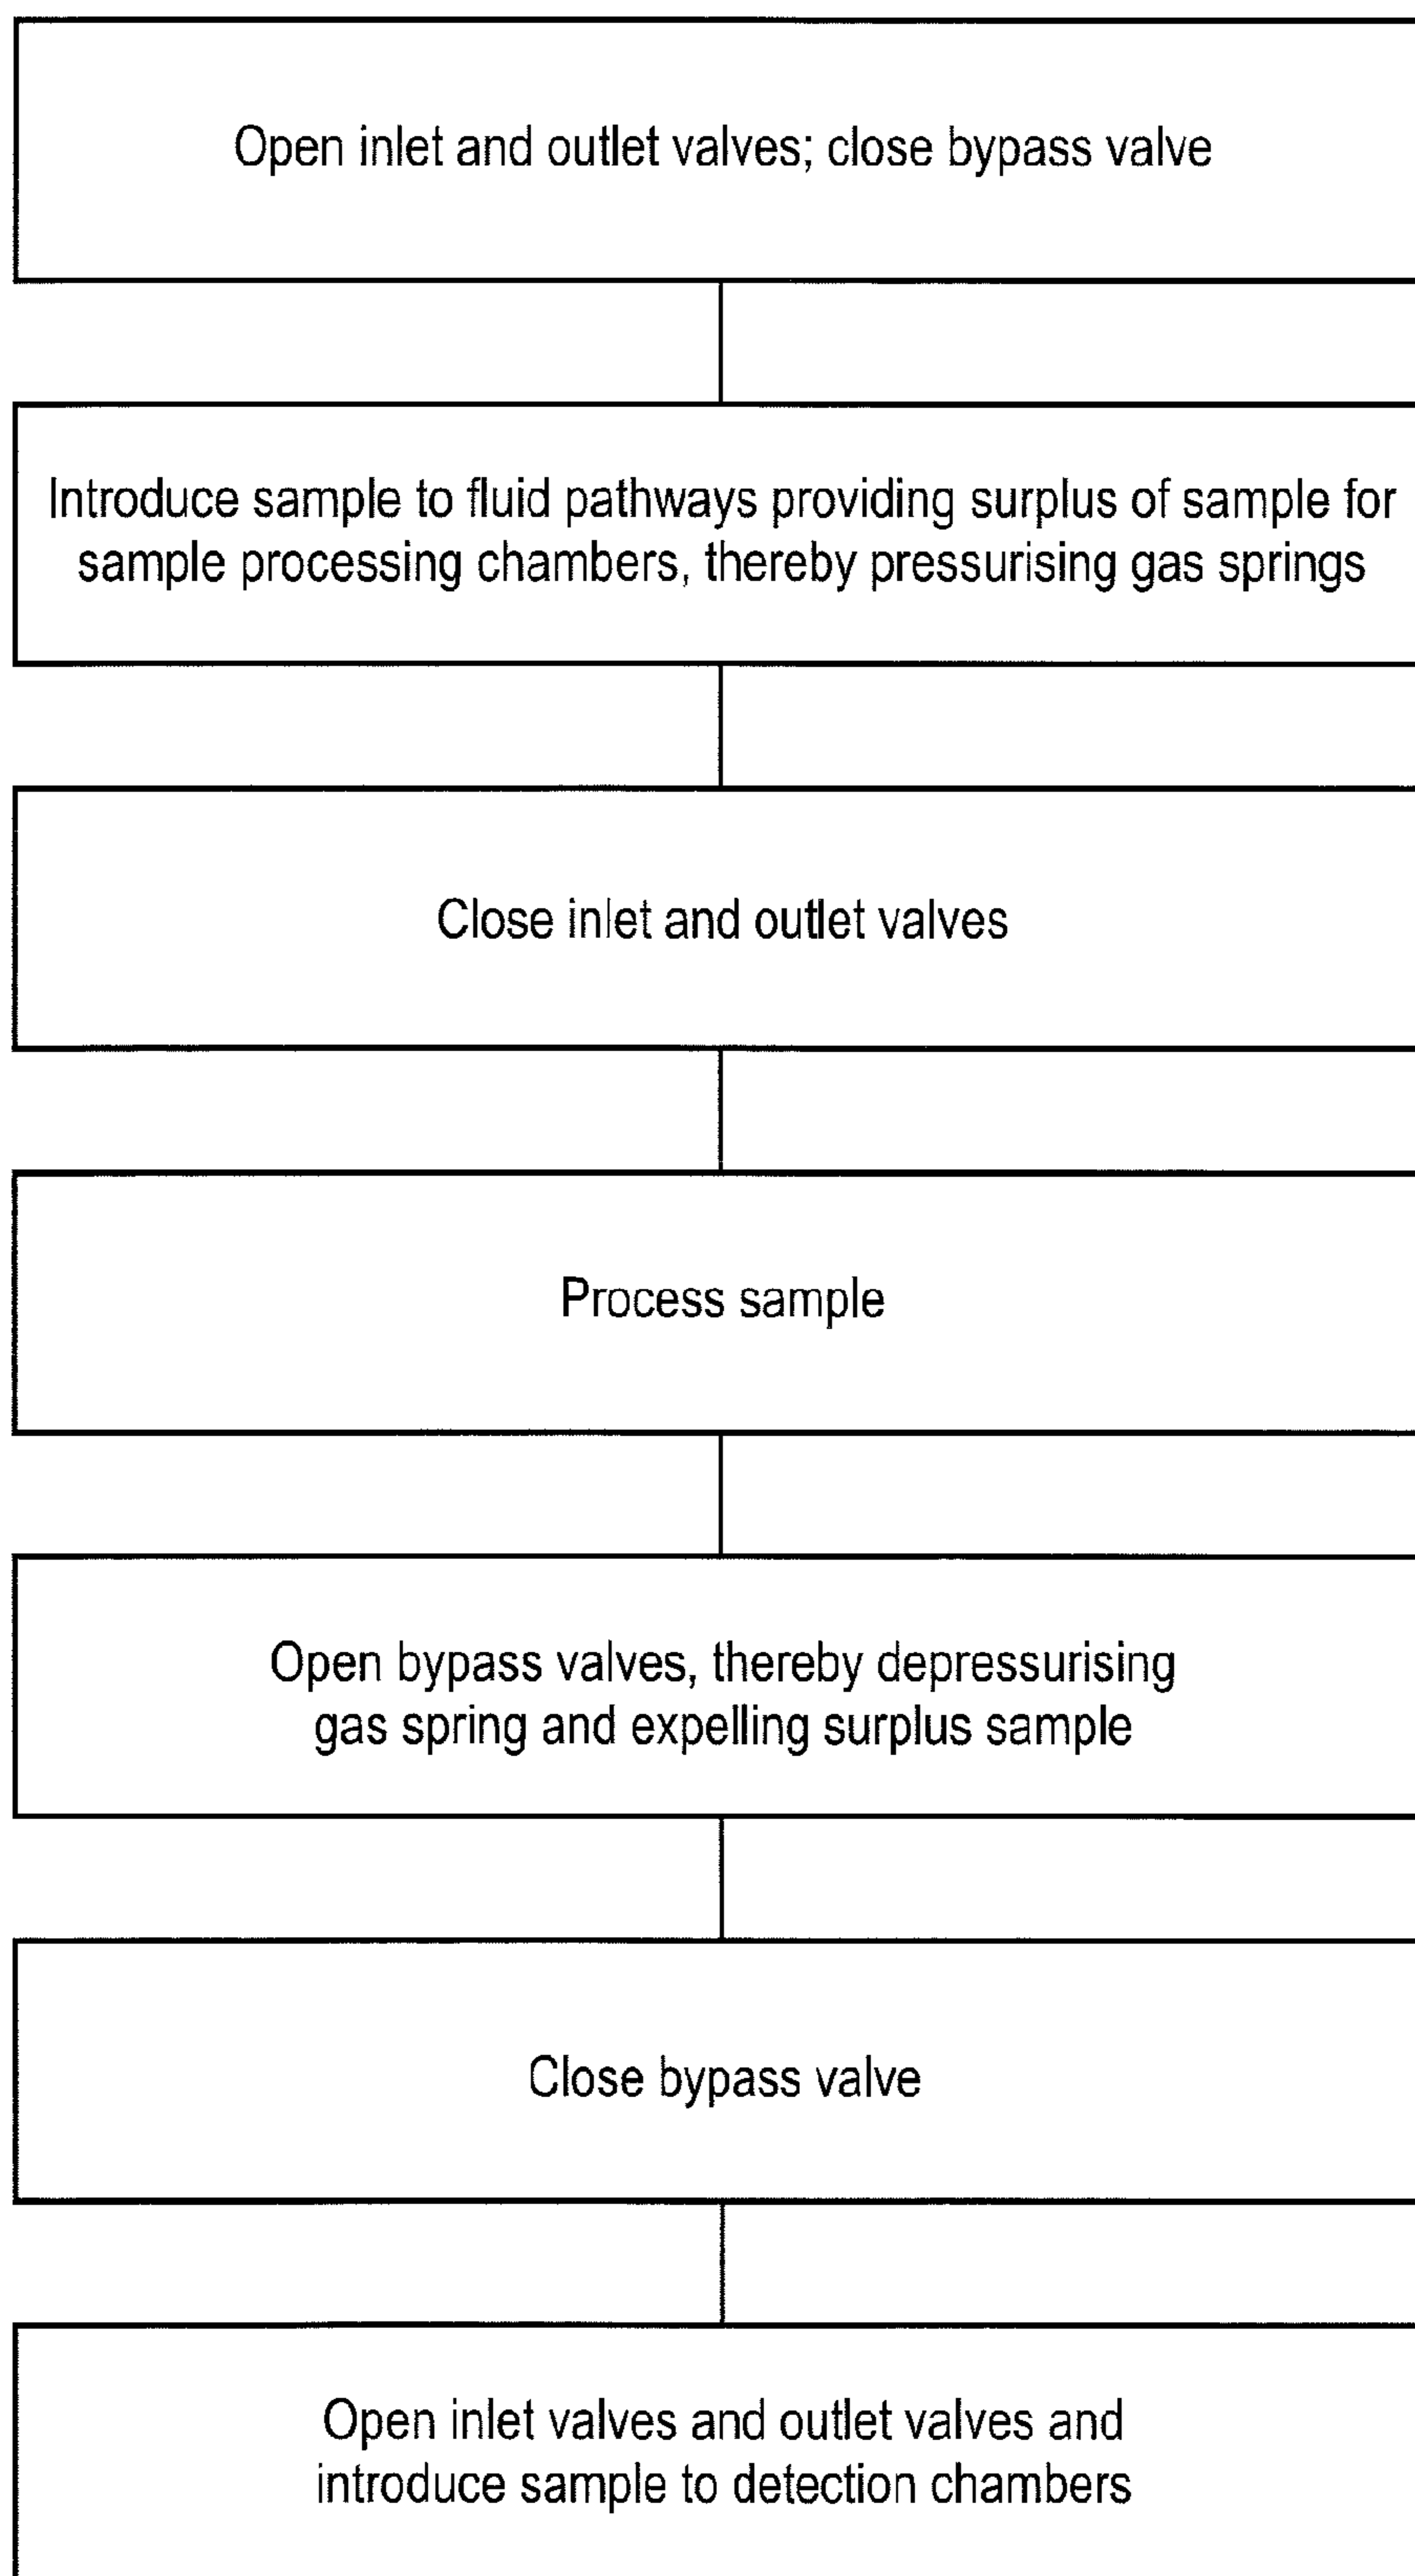 Open inlet and outlet valves; close bypass valve
Introduce sample to fluid pathways providing surplus of sample for
sample processing chambers, thereby pressurising gas springs
Close inlet and outlet valves
Process sample
Open bypass valves, thereby depressurising
gas spring and expelling surplus sample
Close bypass valve
Open inlet valves and outlet valves and
introduce sample to detection chambers